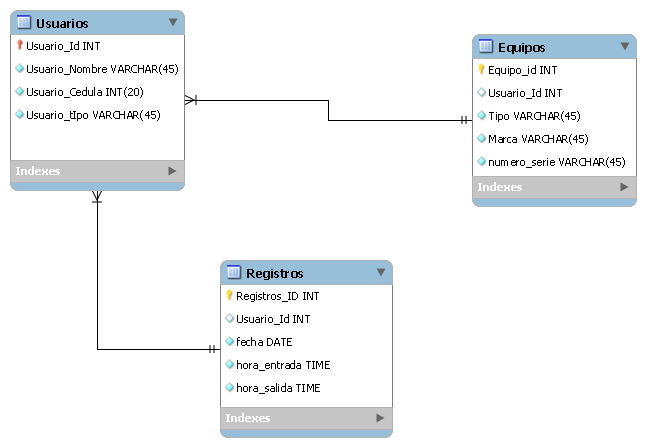 Usuarios
Usuario_Id INT
Usuario_Nombre VARCHAR(45)
Usuario_Cedula INT(20)
Usuario_tIpo VARCHAR(45)
Indexes
Equipos
Equipo_id INT
Usuario_Id INT
Tipo VARCHAR(45)
Marca VARCHAR(45)
numero_serie VARCHAR(45)
Indexes
Registros
Registros_ID INT
Usuario_Id INT
fecha DATE
hora_entrada TIME
hora_salida TIME
Indexes